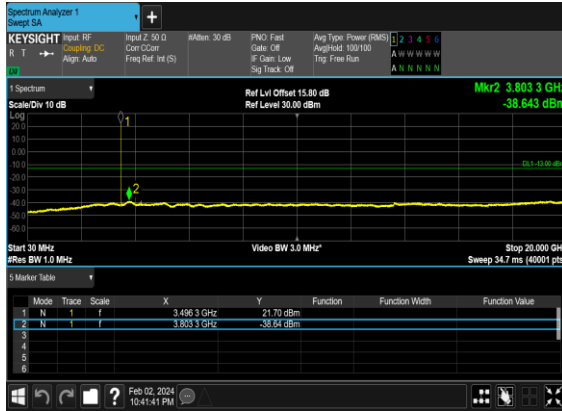 Spectrum Analyzer 1
Swept SA
+
KEYSIGHT Input: RF Input Z: 50 Ω #Atten: 30 dB PNO: Fast Avg Type: Power (RMS) 1 2 3 4 5 6
R T Coupling: DC Corr CCorr Gate: Off Avg|Hold: 100/100 A W W W W W
Align: Auto Freq Ref: Int (S) IF Gain: Low Trig: Free Run
LU Sig Track: Off A N N N N N
1 Spectrum Ref Lvl Offset 15.80 dB Mkr2 3.803 3 GHz
Scale/Div 10 dB Ref Level 30.00 dBm -38.643 dBm
Log
20.0
10.0
0.00
-10.0
-20.0
-30.0
-40.0
-50.0
-60.0
1
2
DL1 -13.00 dBm
Start 30 MHz Video BW 3.0 MHz* Stop 20.000 GHz
#Res BW 1.0 MHz Sweep 34.7 ms (40001 pts)
5 Marker Table
Mode Trace Scale X Y Function Function Width Function Value
1 N 1 f 3.496 3 GHz 21.70 dBm
2 N 1 f 3.803 3 GHz -38.64 dBm
3
4
5
6
? Feb 02, 2024
10:41:41 PM